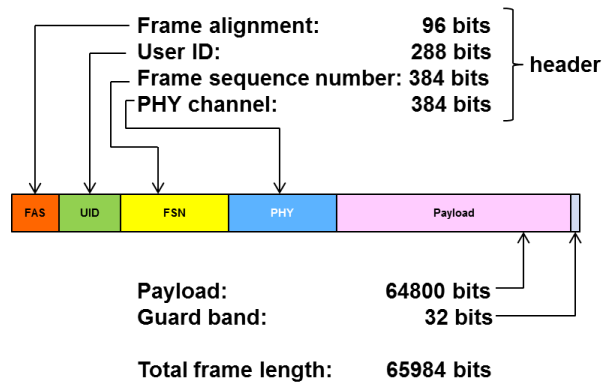 Frame alignment: 96 bits
User ID: 288 bits
Frame sequence number: 384 bits
PHY channel: 384 bits
header
FAS UID FSN PHY Payload
Payload: 64800 bits
Guard band: 32 bits
Total frame length: 65984 bits